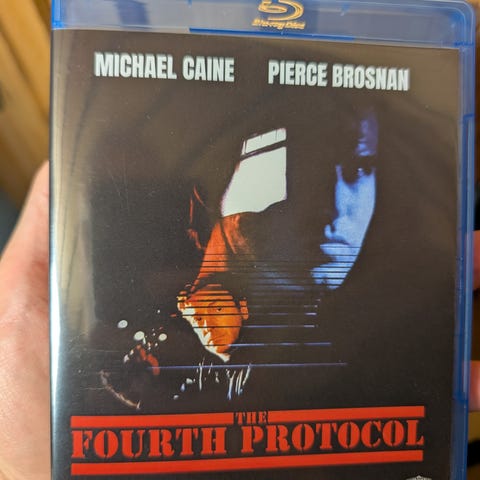 Blu-ray Disc
MICHAEL CAINE PIERCE BROSNAN
THE
FOURTH PROTOCOL